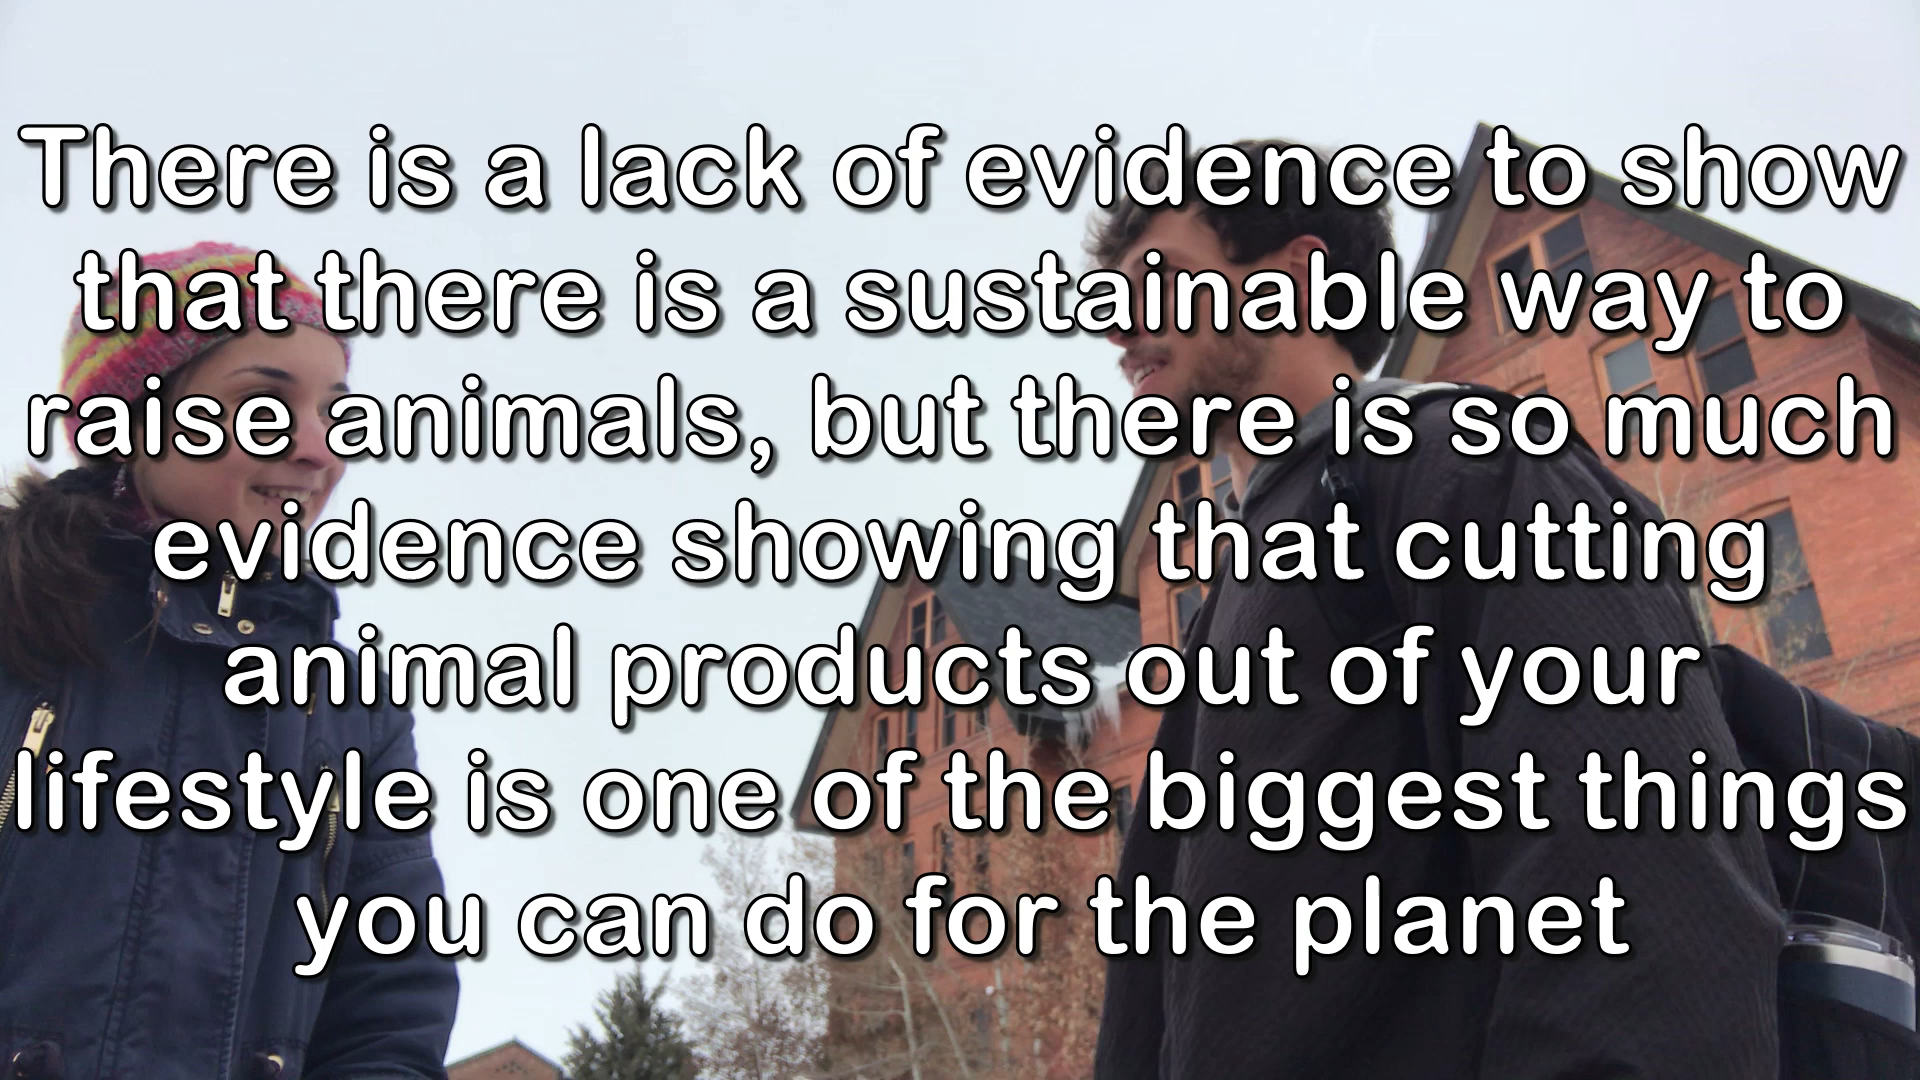 There is a lack of evidence to show
that there is a sustainable way to
raise animals, but there is so much
evidence showing that cutting
animal products out of your
lifestyle is one of the biggest things
you can do for the planet